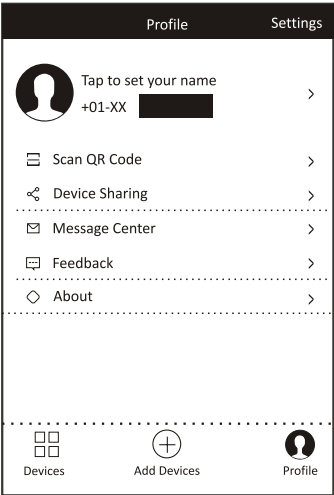 Profile Settings
Tap to set your name
+01-XX
Scan QR Code
Device Sharing
Message Center
Feedback
About
Devices Add Devices Profile